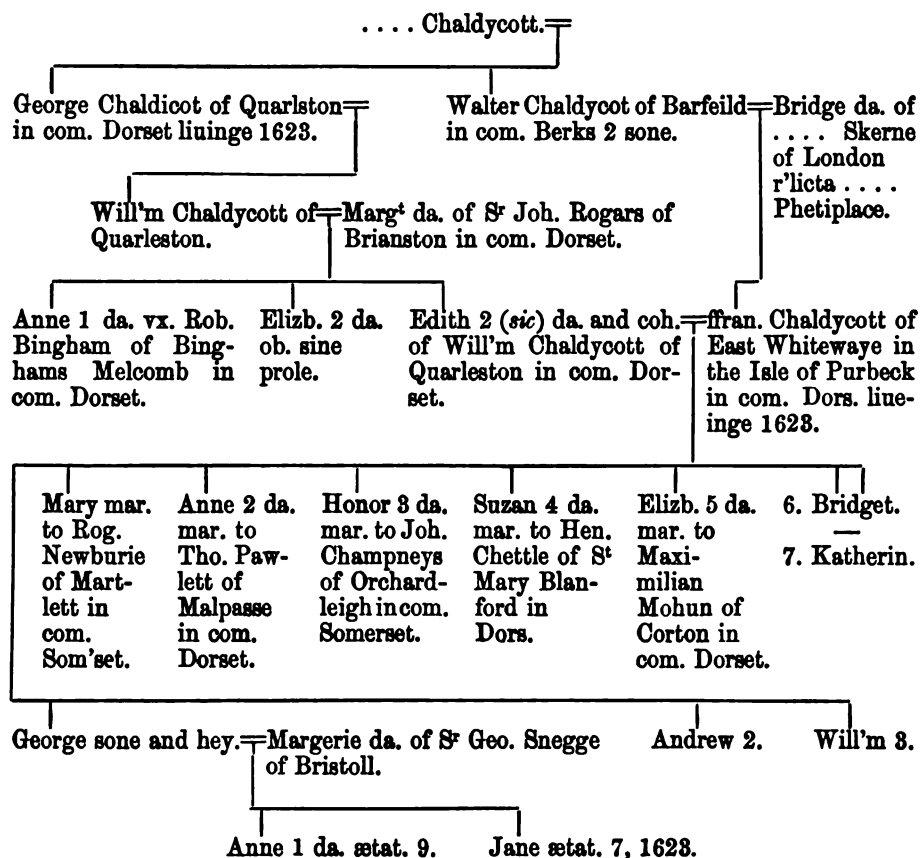 .... Chaldycott.
George Chaldicot of Quarlston
in com. Dorset liuinge 1623.
Walter Chaldycot of Barfeild
in com. Berks 2 sone.
Bridge da. of
.... Skerne
of London
r'licta ....
Phetiplace.
Will'm Chaldycott of
Quarleston.
Margt da. of Sr Joh. Rogars of
Brianston in com. Dorset.
Anne 1 da. vx. Rob.
Bingham of Bing-
hams Melcomb in
com. Dorset.
Elizb. 2 da.
ob. sine
prole.
Edith 2 (sic) da. and coh.
of Will'm Chaldycott of
Quarleston in com. Dor-
set.
ffran. Chaldycott of
East Whitewaye in
the Isle of Purbeck
in com. Dors. liue-
inge 1623.
Mary mar.
to Rog.
Newburie
of Mart-
lett in
com.
Som'set.
Anne 2 da.
mar. to
Tho. Paw-
lett of
Malpasse
in com.
Dorset.
Honor 3 da.
mar. to Joh.
Champneys
of Orchard-
leigh in com.
Somerset.
Suzan 4 da.
mar. to Hen.
Chettle of St
Mary Blan-
ford in
Dors.
Elizb. 5 da.
mar. to
Maxi-
milian
Mohun of
Corton in
com. Dorset.
6. Bridget.
—
7. Katherin.
George sone and hey.
Margerie da. of Sr Geo. Snegge
of Bristoll.
Andrew 2.
Will'm 3.
Anne 1 da. ætat. 9.
Jane ætat. 7, 1623.